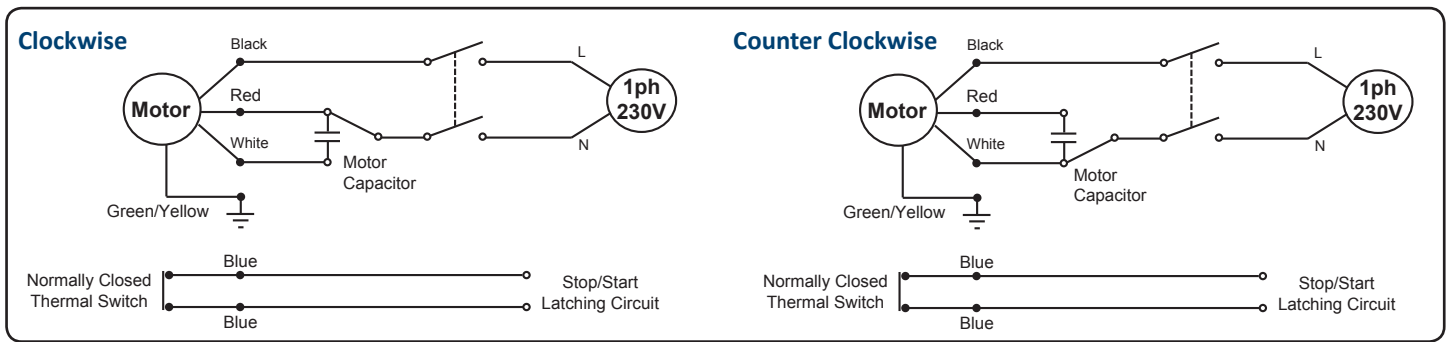 Clockwise
Black
L
Motor
Red
1ph
230V
White
N
Motor
Capacitor
Green/Yellow
Blue
Normally Closed
Thermal Switch
Stop/Start
Latching Circuit
Blue
Counter Clockwise
Black
L
Motor
Red
1ph
230V
White
N
Motor
Capacitor
Green/Yellow
Blue
Normally Closed
Thermal Switch
Stop/Start
Latching Circuit
Blue